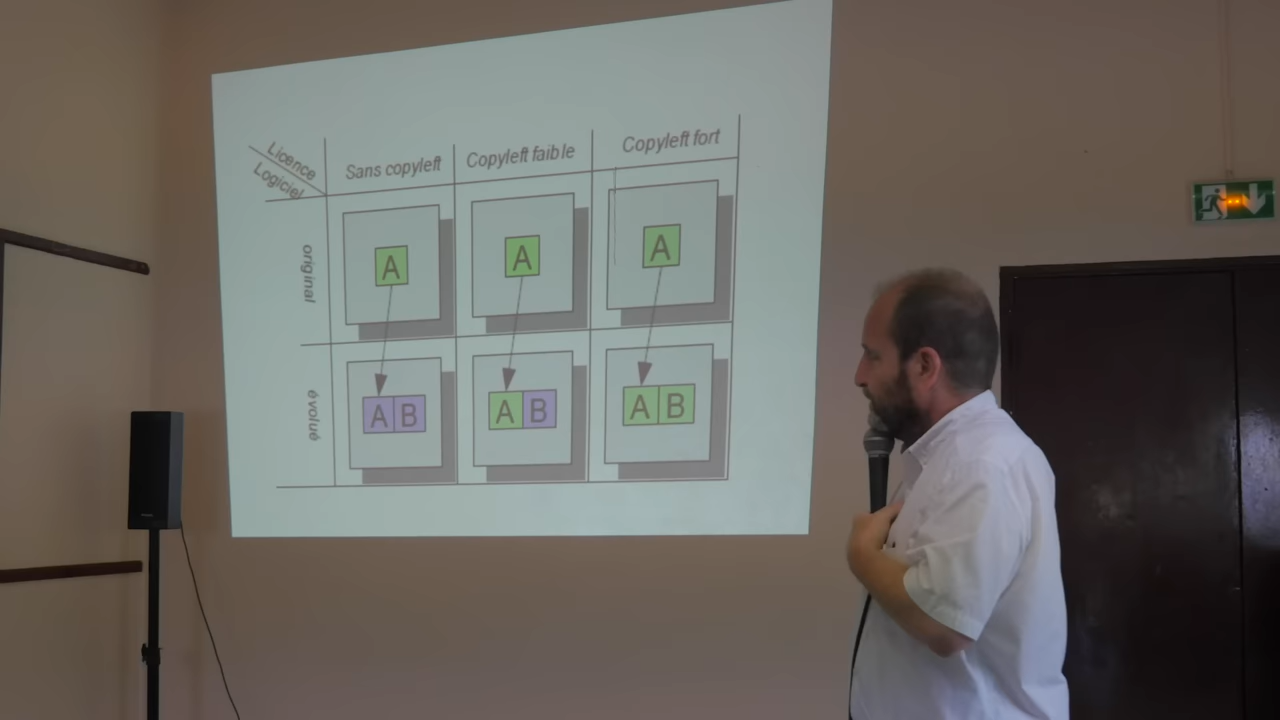 Licence
Logiciel
Sans copyleft
Copyleft faible
Copyleft fort
original
A
A
A
évolué
A B
A B
A B